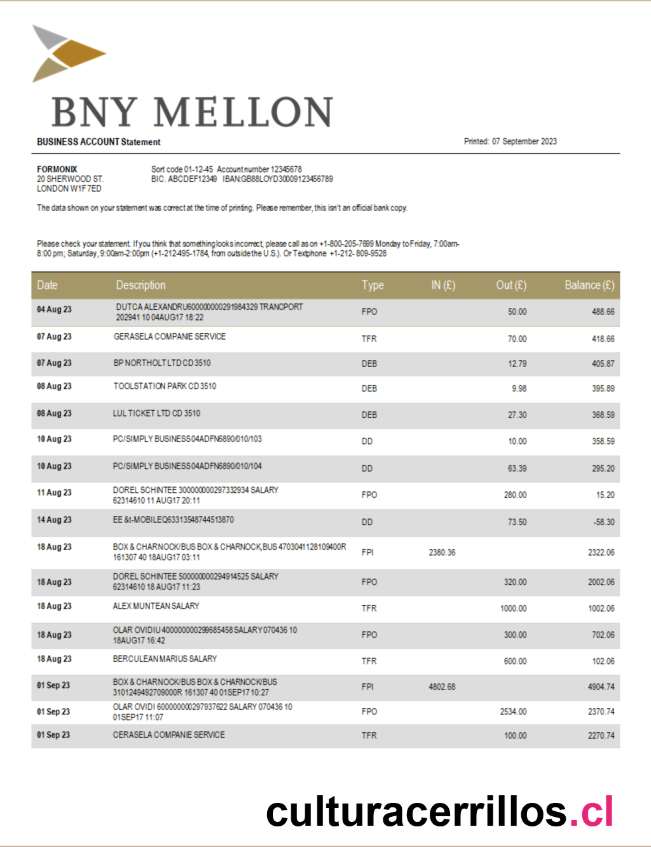 BNY MELLON
BUSINESS ACCOUNT Statement
Printed: 07 September 2023
FORMONIX
Sort code 01-12-45 Account number 12345678
20 SHERWOOD ST.
BIC: ABCDEF12349 IBAN:GB88LOYD30009123456789
LONDON W1F 7ED
The data shown on your statement was correct at the time of printing. Please remember, this isn't an official bank copy.
Please check your statement. If you think that something looks incorrect, please call as on +1-800-205-7699 Monday to Friday, 7:00am-
8:00 pm; Saturday, 9:00am-2:00pm (+1-212-495-1784, from outside the U.S.). Or Textphone +1-212- 809-9528
Date Description Type IN (£) Out (£) Balance (£)
04 Aug 23 DUTCA ALEXANDRU600000000291984329 TRANCPORT FPO 50.00 488.66
202941 10 04AUG17 18:22
07 Aug 23 GERASELA COMPANIE SERVICE TFR 70.00 418.66
07 Aug 23 BP NORTHOLT LTD CD 3510 DEB 12.79 405.87
08 Aug 23 TOOLSTATION PARK CD 3510 DEB 9.98 395.89
08 Aug 23 LUL TICKET LTD CD 3510 DEB 27.30 368.59
10 Aug 23 PC/SIMPLY BUSINESS04ADFN6890/010/103 DD 10.00 358.59
10 Aug 23 PC/SIMPLY BUSINESS04ADFN6890/010/104 DD 63.39 295.20
11 Aug 23 DOREL SCHINTEE 300000000297332934 SALARY FPO 280.00 15.20
62314610 11 AUG17 20:11
14 Aug 23 EE &t-MOBILEQ63313548744513870 DD 73.50 -58.30
18 Aug 23 BOX & CHARNOCK/BUS BOX & CHARNOCK,BUS 4703041128109400R FPI 2380.36 2322.06
161307 40 18AUG17 03:11
18 Aug 23 DOREL SCHINTEE 500000000294914525 SALARY FPO 320.00 2002.06
62314610 18 AUG17 11:23
18 Aug 23 ALEX MUNTEAN SALARY TFR 1000.00 1002.06
18 Aug 23 OLAR OVIDIU 400000000299685458 SALARY 070436 10 FPO 300.00 702.06
18AUG17 16:42
18 Aug 23 BERCULEAN MARIUS SALARY TFR 600.00 102.06
01 Sep 23 BOX & CHARNOCK/BUS BOX & CHARNOCK/BUS FPI 4802.68 4904.74
3101249492709000R 161307 40 01SEP17 10:27
01 Sep 23 OLAR OVIDI 600000000297937622 SALARY 070436 10 FPO 2534.00 2370.74
01SEP17 11:07
01 Sep 23 CERASELA COMPANIE SERVICE TFR 100.00 2270.74
culturacerrillos.cl